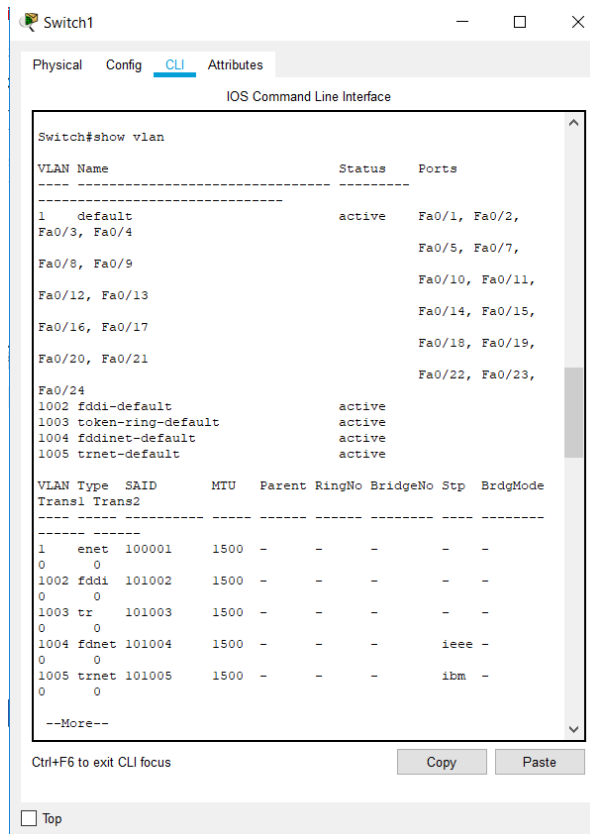 Switch1
Physical Config CLI Attributes
IOS Command Line Interface
Switch#show vlan
VLAN Name                             Status    Ports
---- -------------------------------- ---------
-------------------------------
1    default                          active    Fa0/1, Fa0/2,
Fa0/3, Fa0/4
                                                Fa0/5, Fa0/7,
Fa0/8, Fa0/9
                                                Fa0/10, Fa0/11,
Fa0/12, Fa0/13
                                                Fa0/14, Fa0/15,
Fa0/16, Fa0/17
                                                Fa0/18, Fa0/19,
Fa0/20, Fa0/21
                                                Fa0/22, Fa0/23,
Fa0/24
1002 fddi-default                     active
1003 token-ring-default               active
1004 fddinet-default                  active
1005 trnet-default                    active
VLAN Type  SAID       MTU   Parent RingNo BridgeNo Stp  BrdgMode
Trans1 Trans2
---- ----- ---------- ----- ------ ------ -------- ---- --------
------ ------
1    enet  100001     1500  -      -      -        -    -
0      0
1002 fddi  101002     1500  -      -      -        -    -
0      0
1003 tr    101003     1500  -      -      -        -    -
0      0
1004 fdnet 101004     1500  -      -      -        ieee -
0      0
1005 trnet 101005     1500  -      -      -        ibm  -
0      0
--More--
Ctrl+F6 to exit CLI focus
Copy Paste
Top